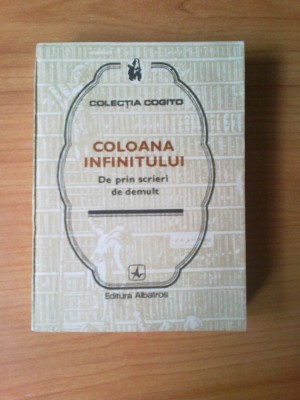 COLECȚIA COGITO
COLOANA
INFINITULUI
De prin scrieri
de demult
Editura Albatros